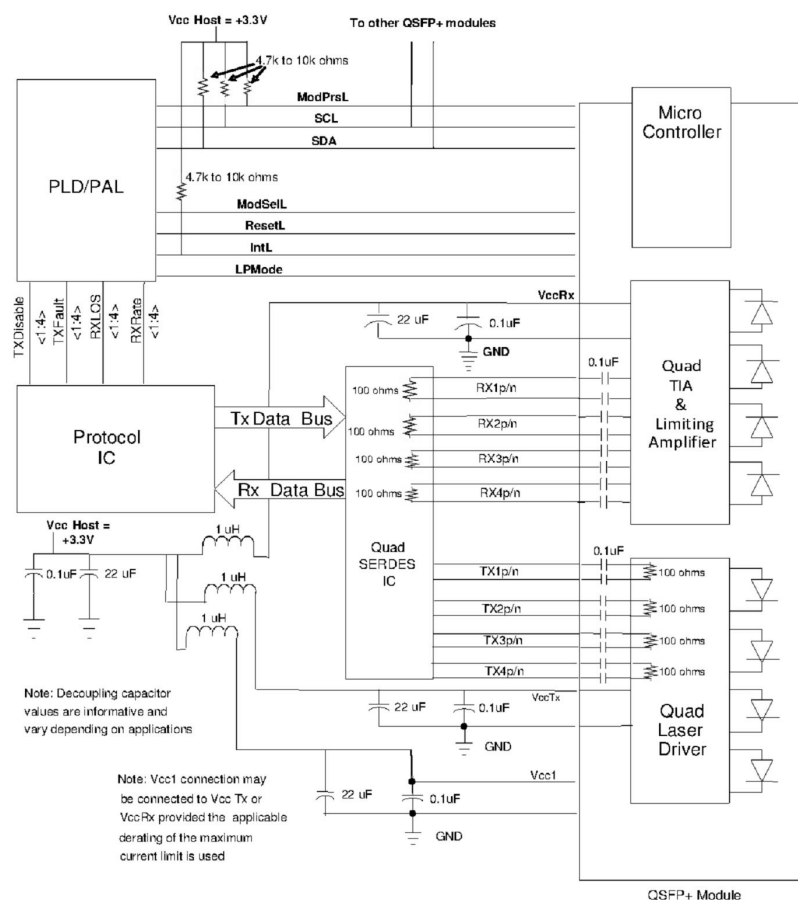 Vcc Host = +3.3V
To other QSFP+ modules
4.7k to 10k ohms
ModPrsL
SCL
SDA
Micro
Controller
PLD/PAL
4.7k to 10k ohms
ModSelL
ResetL
IntL
LPMode
TXDisable
<1:4>
TXFault
<1:4>
RXLOS
<1:4>
RXRate
<1:4>
VccRx
22 uF
0.1uF
GND
0.1uF
Quad
TIA
&
Limiting
Amplifier
100 ohms
RX1p/n
100 ohms
RX2p/n
100 ohms
RX3p/n
100 ohms
RX4p/n
Protocol
IC
Tx Data Bus
Rx Data Bus
Vcc Host =
+3.3V
0.1uF
22 uF
1 uH
1 uH
1 uH
Quad
SERDES
IC
0.1uF
TX1p/n
100 ohms
TX2p/n
100 ohms
TX3p/n
100 ohms
TX4p/n
100 ohms
Quad
Laser
Driver
VccTx
22 uF
0.1uF
GND
Note: Decoupling capacitor
values are informative and
vary depending on applications
Note: Vcc1 connection may
be connected to Vcc Tx or
VccRx provided the applicable
derating of the maximum
current limit is used
Vcc1
22 uF
0.1uF
GND
QSFP+ Module